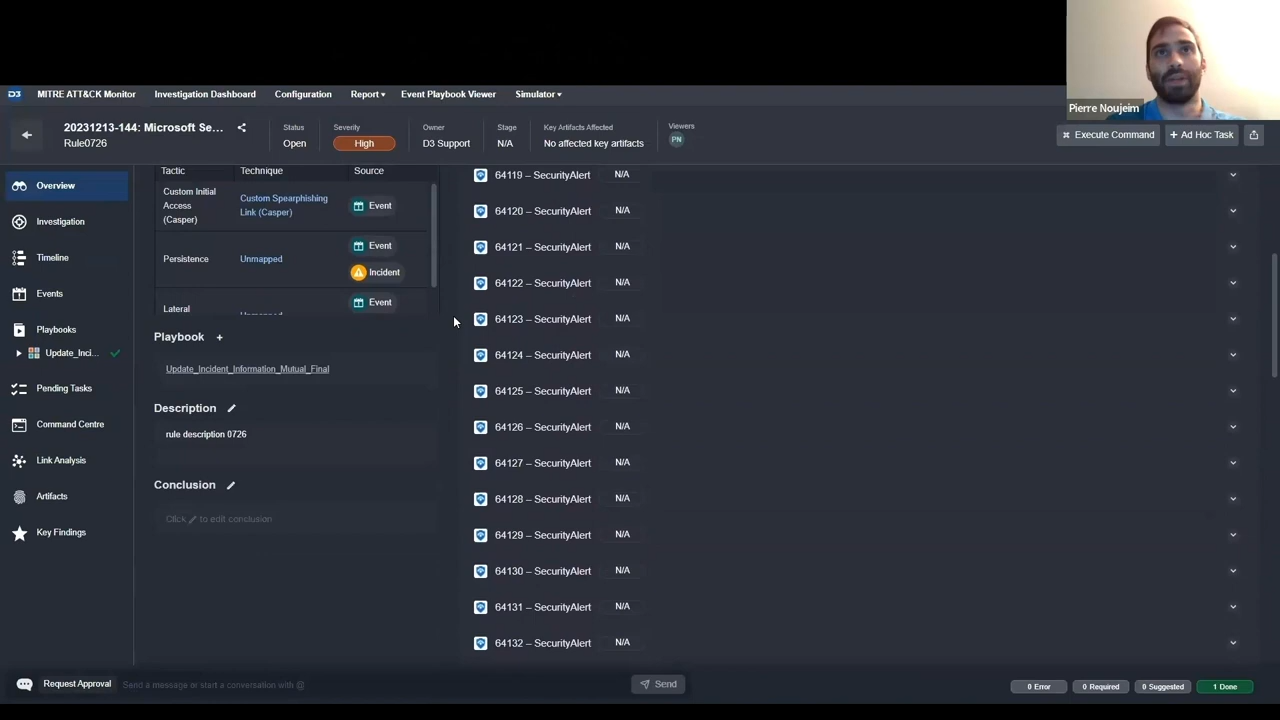 Pierre Noujeim
D3 MITRE ATT&CK Monitor Investigation Dashboard Configuration Report Event Playbook Viewer Simulator
20231213-144: Microsoft Se...
Rule0726
Status
Open
Severity
High
Owner
D3 Support
Stage
N/A
Key Artifacts Affected
No affected key artifacts
Viewers
PN
Execute Command
+ Ad Hoc Task
Overview
Investigation
Timeline
Events
Playbooks
Update_Inci...
Pending Tasks
Command Centre
Link Analysis
Artifacts
Key Findings
Tactic Technique Source
Custom Initial
Access
(Casper)
Custom Spearphishing
Link (Casper)
Event
Persistence
Unmapped
Event
Incident
Lateral
Event
Playbook +
Update_Incident_Information_Mutual_Final
Description
rule description 0726
Conclusion
Click to edit conclusion
64119 – SecurityAlert N/A
64120 – SecurityAlert N/A
64121 – SecurityAlert N/A
64122 – SecurityAlert N/A
64123 – SecurityAlert N/A
64124 – SecurityAlert N/A
64125 – SecurityAlert N/A
64126 – SecurityAlert N/A
64127 – SecurityAlert N/A
64128 – SecurityAlert N/A
64129 – SecurityAlert N/A
64130 – SecurityAlert N/A
64131 – SecurityAlert N/A
64132 – SecurityAlert N/A
Request Approval Send a message or start a conversation with @ Send
0 Error 0 Required 0 Suggested 1 Done